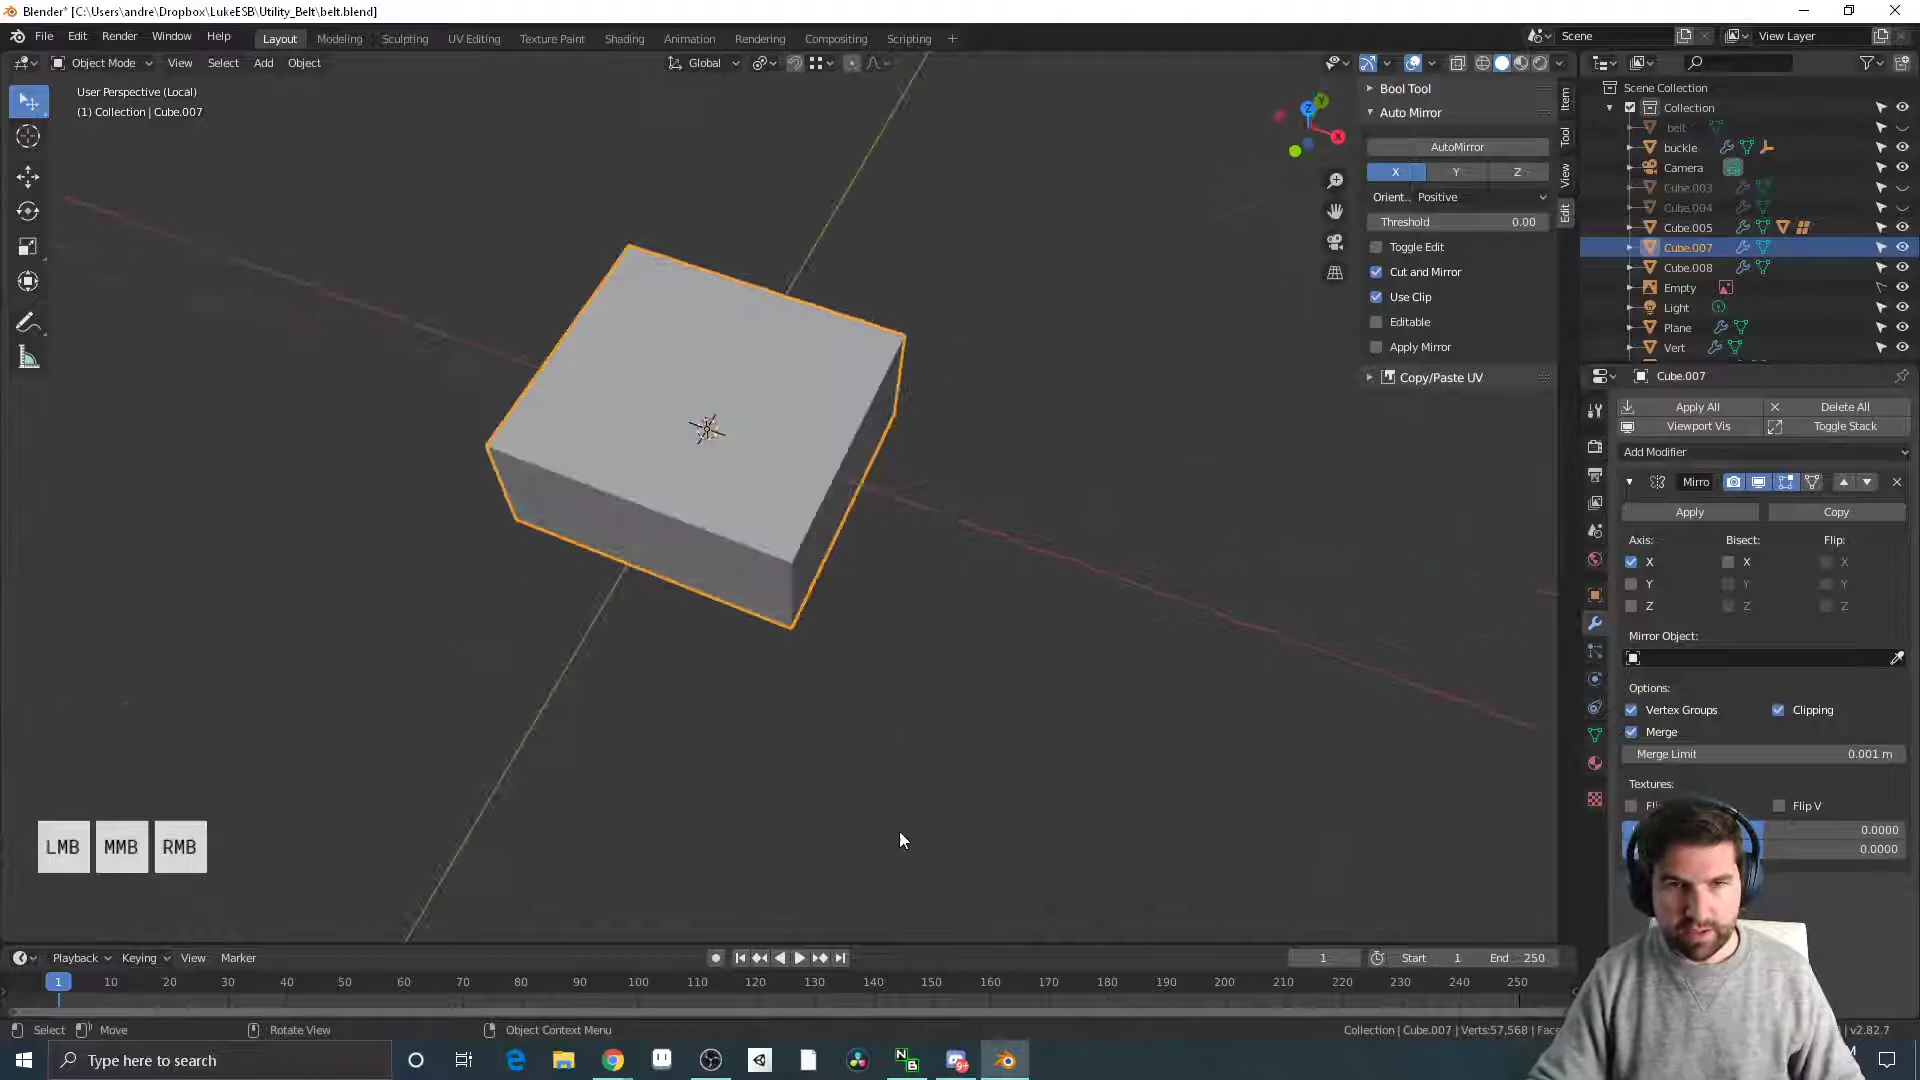 Blender* [C:\Users\andre\Dropbox\LukeESB\Utility_Belt\belt.blend]
File Edit Render Window Help
Layout Modeling Sculpting UV Editing Texture Paint Shading Animation Rendering Compositing Scripting +
Scene
View Layer
Object Mode View Select Add Object
Global
User Perspective (Local)
(1) Collection | Cube.007
Z
Y
X
Bool Tool
Auto Mirror
AutoMirror
X Y Z
Orient.. Positive
Threshold 0.00
Toggle Edit
Cut and Mirror
Use Clip
Editable
Apply Mirror
Copy/Paste UV
Item
Tool
View
Edit
Scene Collection
Collection
belt
buckle
Camera
Cube.003
Cube.004
Cube.005
Cube.007
Cube.008
Empty
Light
Plane
Vert
Cube.007
Apply All Delete All
Viewport Vis Toggle Stack
Add Modifier
Mirro
Apply Copy
Axis: Bisect: Flip:
X X X
Y Y Y
Z Z Z
Mirror Object:
Options:
Vertex Groups Clipping
Merge
Merge Limit 0.001 m
Textures:
Flip V
0.0000
0.0000
LMB MMB RMB
Playback Keying View Marker
1 Start 1 End 250
1 10 20 30 40 50 60 70 80 90 100 110 120 130 140 150 160 170 180 190 200 210 220 230 240 250
Select Move Rotate View Object Context Menu
Collection | Cube.007 | Verts:57,568 | v2.82.7
Type here to search
N
B
9+